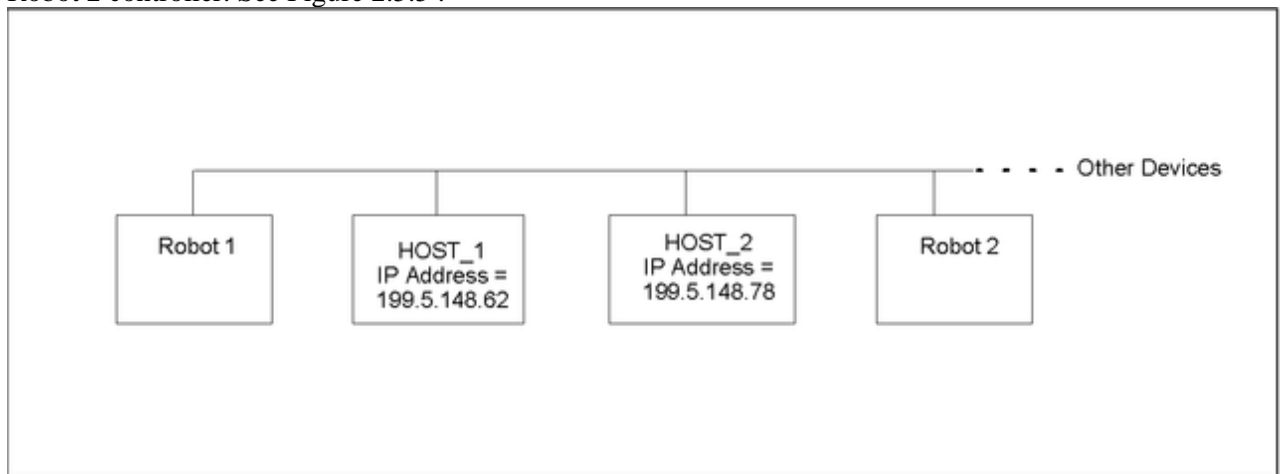 Other Devices
Robot 1
HOST_1
IP Address =
199.5.148.62
HOST_2
IP Address =
199.5.148.78
Robot 2